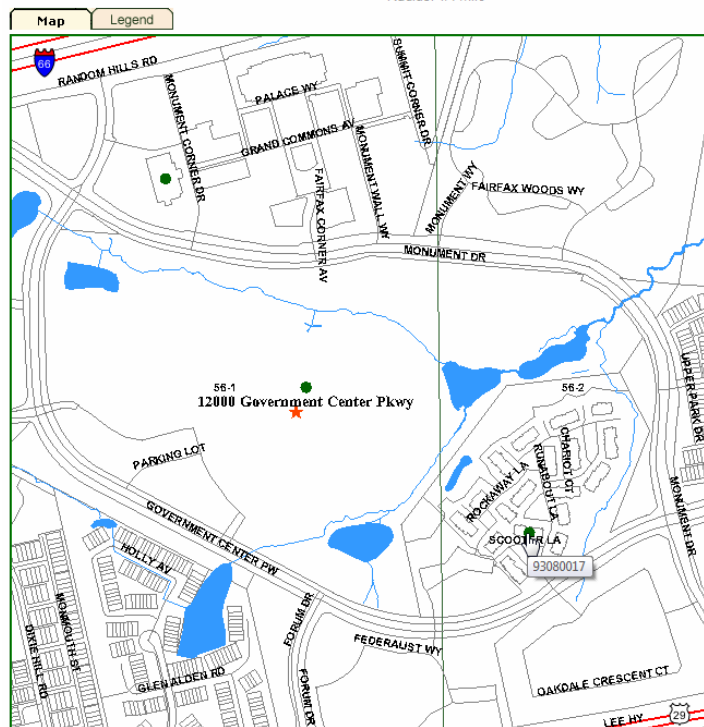 Map
Legend
66
RANDOM HILLS RD
PALACE WY
SUMMIT CORNER DR
MONUMENT CORNER DR
GRAND COMMONS AV
FAIRFAX CORNER AV
MONUMENT WALL WY
MONUMENT WY
FAIRFAX WOODS WY
MONUMENT DR
56-1
56-2
12000 Government Center Pkwy
UPPER PARK DR
PARKING LOT
ROCKAWAY LA
RUNABOUT LA
CHARIOT CT
MONUMENT DR
GOVERNMENT CENTER PW
SCOOTER LA
93080017
HOLLY AV
MONMOUTH ST
DIXIE HILL RD
GLEN ALDEN RD
FORUM DR
FORUM DR
FEDERALIST WY
OAKDALE CRESCENT CT
LEE HY
29